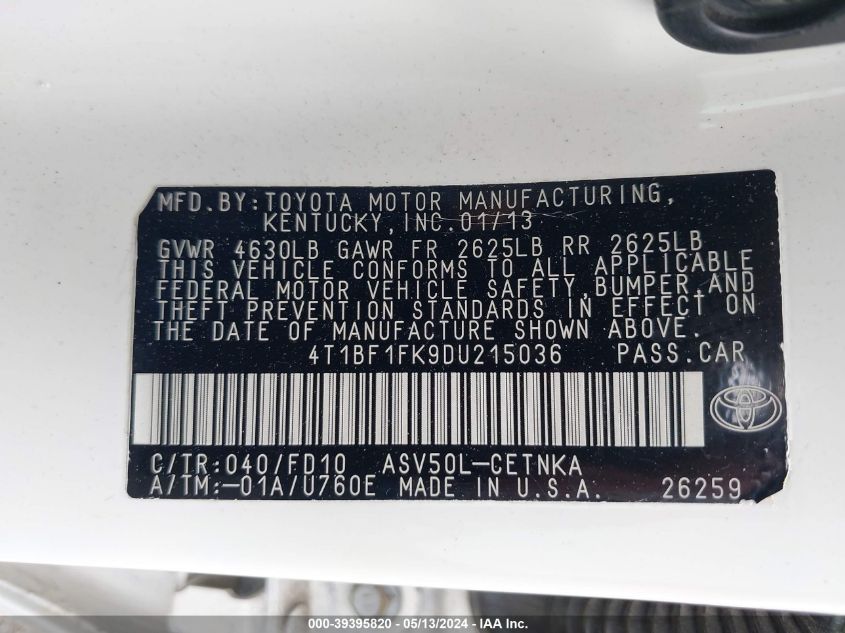 MFD.BY:TOYOTA MOTOR MANUFACTURING,
KENTUCKY,INC.01/13
GVWR 4630LB GAWR FR 2625LB RR 2625LB
THIS VEHICLE CONFORMS TO ALL APPLICABLE
FEDERAL MOTOR VEHICLE SAFETY,BUMPER,AND
THEFT PREVENTION STANDARDS IN EFFECT ON
THE DATE OF MANUFACTURE SHOWN ABOVE.
4T1BF1FK9DU215036 PASS.CAR
C/TR:040/FD10 ASV50L-CETNKA
A/TM:-01A/U760E MADE IN U.S.A. 26259
000-39395820 - 05/13/2024 - IAA Inc.